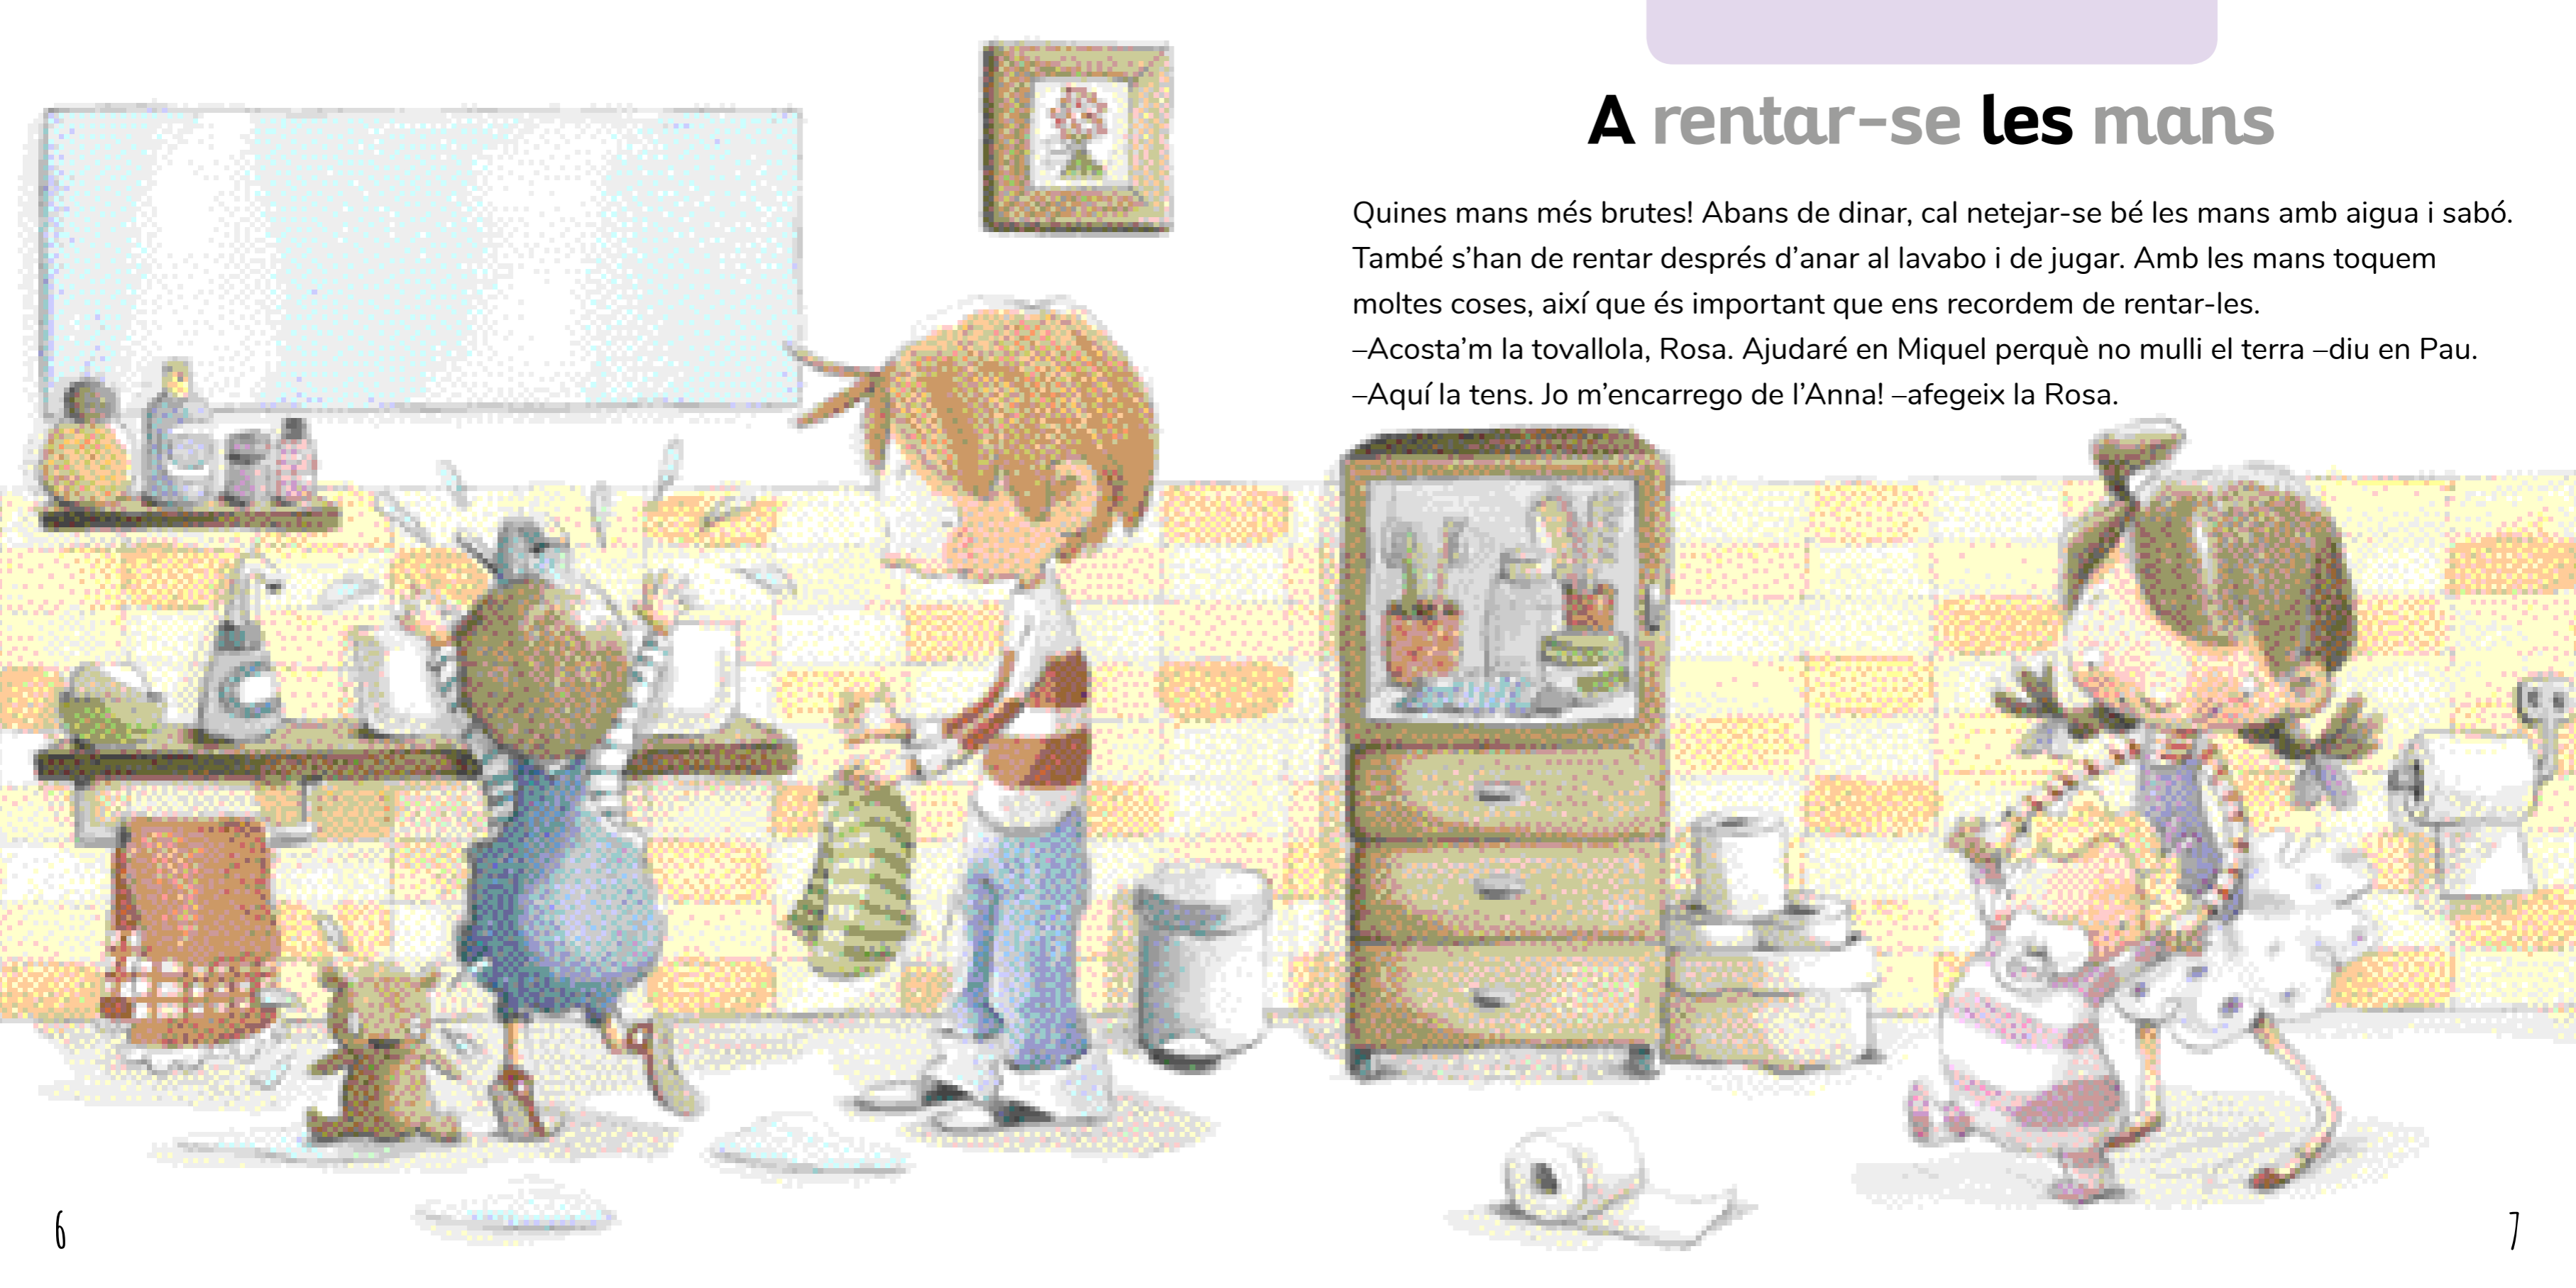 A rentar-se les mans
Quines mans més brutes! Abans de dinar, cal netejar-se bé les mans amb aigua i sabó.
També s’han de rentar després d’anar al lavabo i de jugar. Amb les mans toquem
moltes coses, així que és important que ens recordem de rentar-les.
–Acosta’m la tovallola, Rosa. Ajudaré en Miquel perquè no mulli el terra –diu en Pau.
–Aquí la tens. Jo m’encarrego de l’Anna! –afegeix la Rosa.
6
7